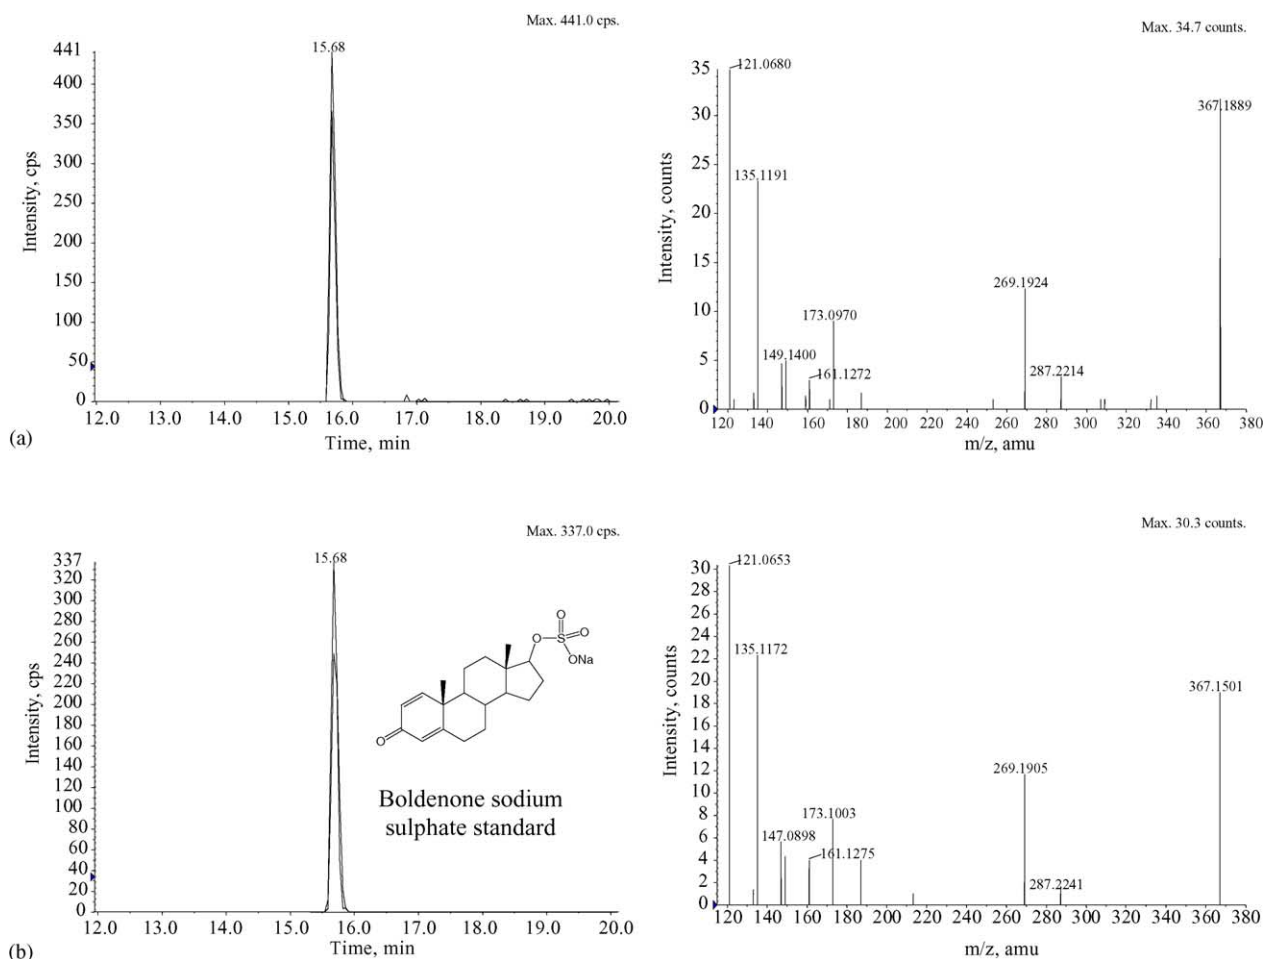 Max. 441.0 cps.
441
400
350
300
250
200
150
100
50
0
Intensity, cps
15.68
12.0 13.0 14.0 15.0 16.0 17.0 18.0 19.0 20.0
Time, min
(a)
Max. 34.7 counts.
35
30
25
20
15
10
5
0
Intensity, counts
121.0680
367.1889
135.1191
269.1924
173.0970
149.1400
161.1272
287.2214
120 140 160 180 200 220 240 260 280 300 320 340 360 380
m/z, amu
Max. 337.0 cps.
337
320
300
280
260
240
220
200
180
160
140
120
100
80
60
40
20
0
Intensity, cps
15.68
O
O
O
S
ONa
O
Boldenone sodium
sulphate standard
12.0 13.0 14.0 15.0 16.0 17.0 18.0 19.0 20.0
Time, min
(b)
Max. 30.3 counts.
30
28
26
24
22
20
18
16
14
12
10
8
6
4
2
0
Intensity, counts
121.0653
135.1172
367.1501
269.1905
173.1003
147.0898
161.1275
287.2241
120 140 160 180 200 220 240 260 280 300 320 340 360 380
m/z, amu